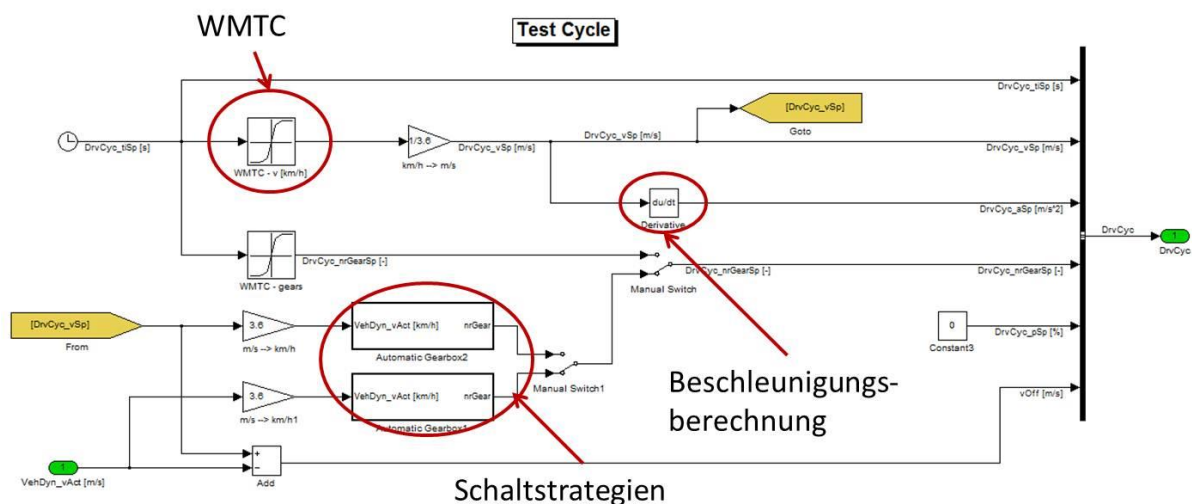 WMTC
Test Cycle
DrvCyc_tiSp [s]
[DrvCyc_vSp]
Goto
DrvCyc_tiSp [s]
WMTC - v [km/h]
1/3.6
km/h --> m/s
DrvCyc_vSp [m/s]
DrvCyc_vSp [m/s]
DrvCyc_vSp [m/s]
du/dt
Derivative
DrvCyc_aSp [m/s^2]
DrvCyc
1
DrvCyc
WMTC - gears
DrvCyc_nrGearSp [-]
Manual Switch
DrvCyc_nrGearSp [-]
DrvCyc_nrGearSp [-]
[DrvCyc_vSp]
From
3.6
m/s --> km/h
VehDyn_vAct [km/h]
nrGear
Automatic Gearbox2
Manual Switch1
0
Constant3
DrvCyc_pSp [%]
3.6
m/s --> km/h1
VehDyn_vAct [km/h]
nrGear
Automatic Gearbox1
Beschleunigungs-
berechnung
vOff [m/s]
1
VehDyn_vAct [m/s]
+
−
Add
Schaltstrategien